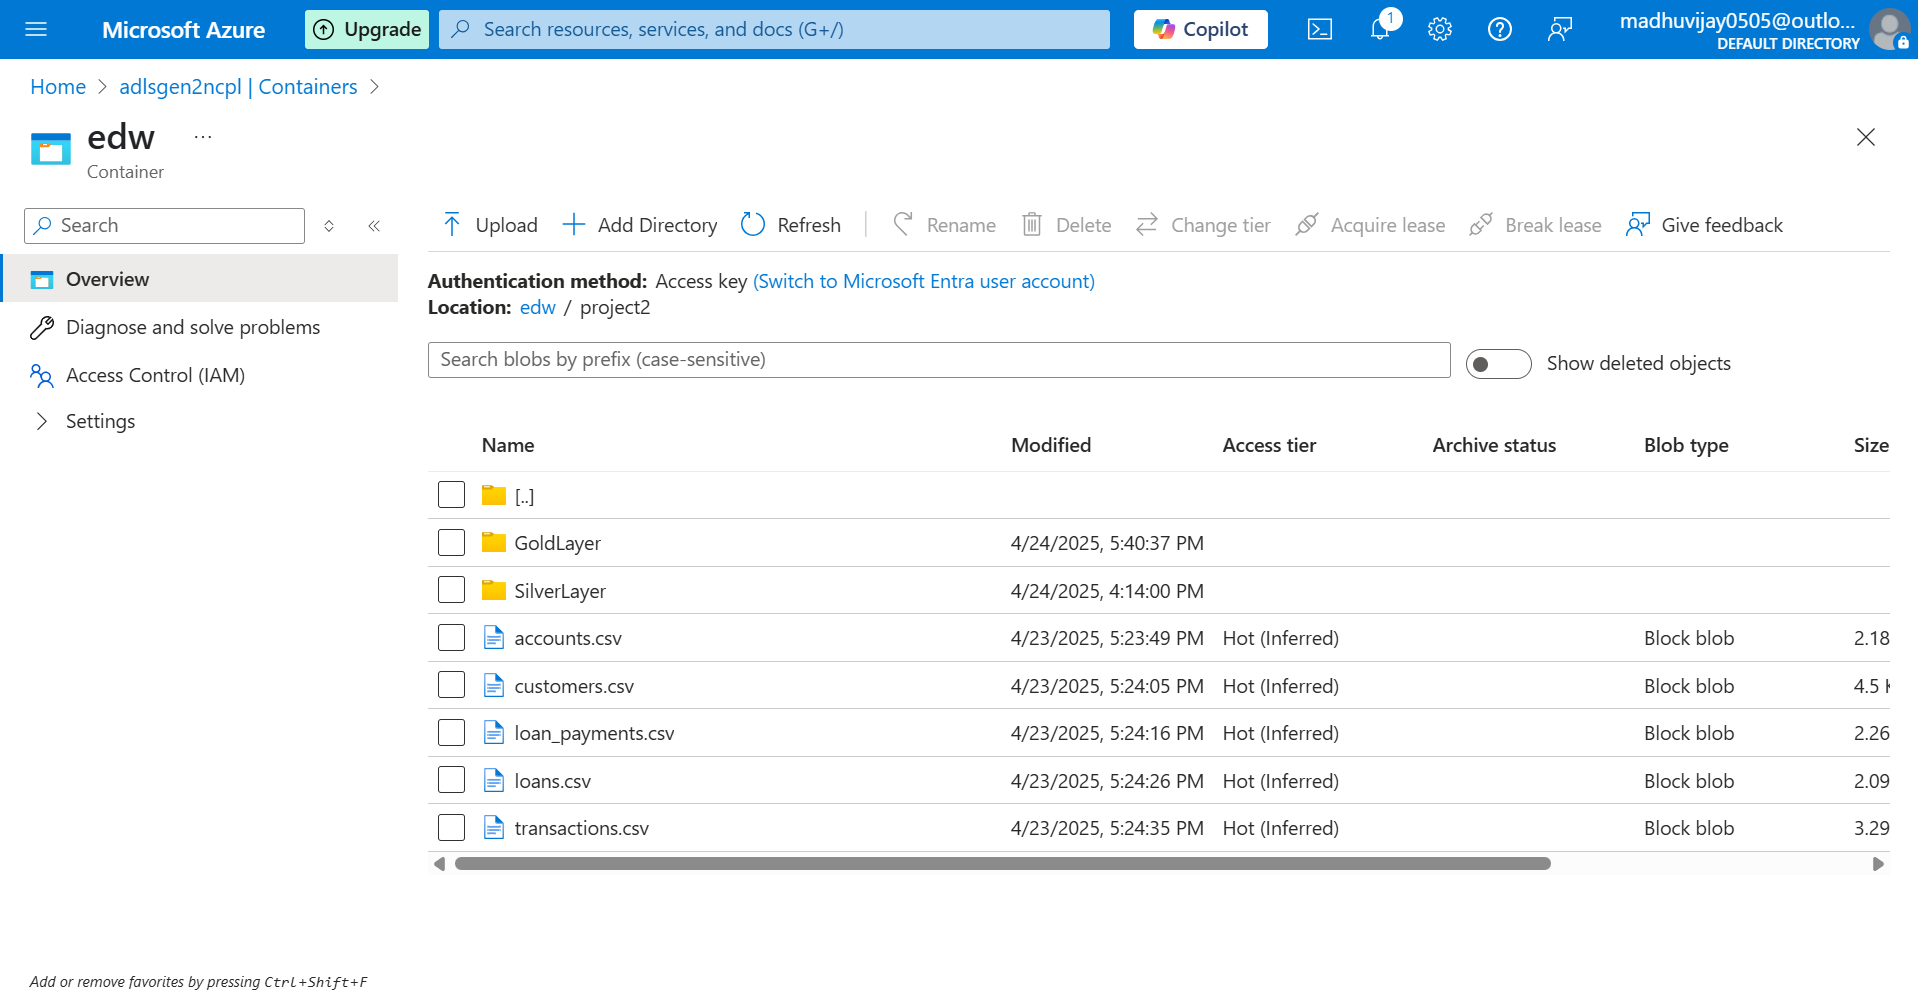 Microsoft Azure
Upgrade
Search resources, services, and docs (G+/)
Copilot
1
madhuvijay0505@outlo...
DEFAULT DIRECTORY
Home > adlsgen2ncpl | Containers >
edw ...
Container
Search
Overview
Diagnose and solve problems
Access Control (IAM)
Settings
Upload Add Directory Refresh Rename Delete Change tier Acquire lease Break lease Give feedback
Authentication method: Access key (Switch to Microsoft Entra user account)
Location: edw / project2
Search blobs by prefix (case-sensitive)
Show deleted objects
Name Modified Access tier Archive status Blob type Size
[..]
GoldLayer 4/24/2025, 5:40:37 PM
SilverLayer 4/24/2025, 4:14:00 PM
accounts.csv 4/23/2025, 5:23:49 PM Hot (Inferred) Block blob 2.18
customers.csv 4/23/2025, 5:24:05 PM Hot (Inferred) Block blob 4.5
loan_payments.csv 4/23/2025, 5:24:16 PM Hot (Inferred) Block blob 2.26
loans.csv 4/23/2025, 5:24:26 PM Hot (Inferred) Block blob 2.09
transactions.csv 4/23/2025, 5:24:35 PM Hot (Inferred) Block blob 3.29
Add or remove favorites by pressing Ctrl+Shift+F